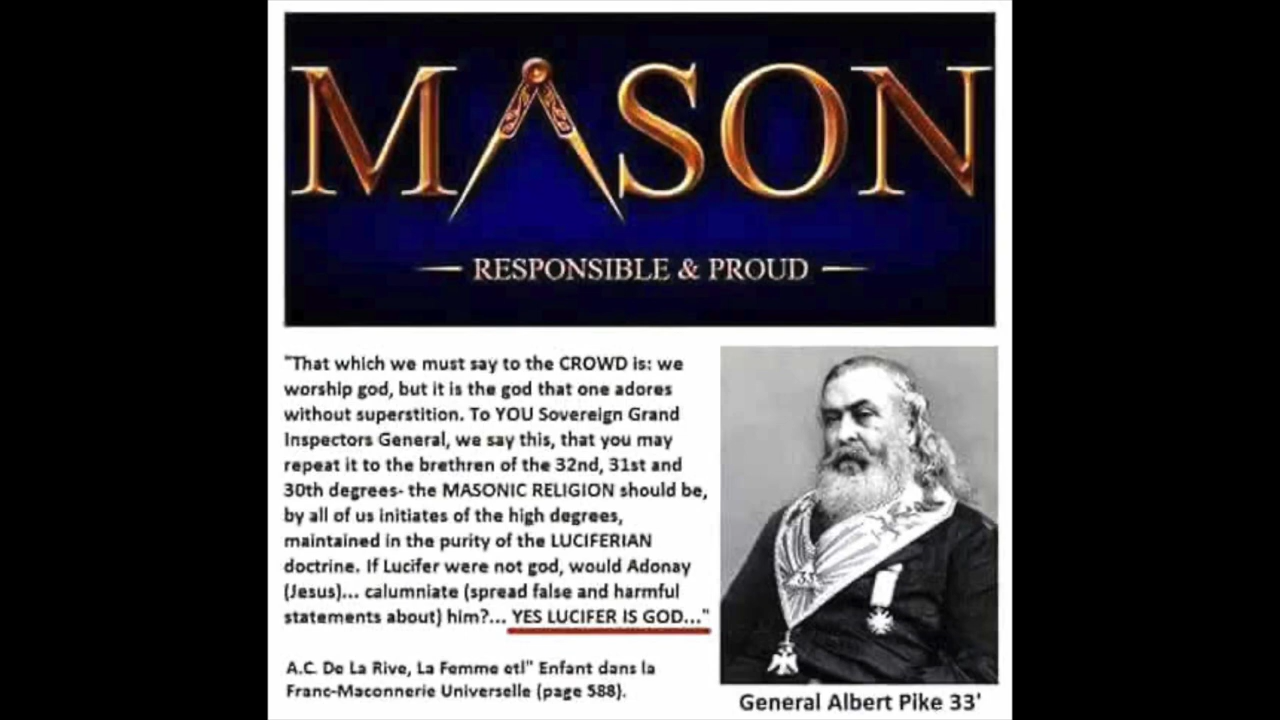 MASON
RESPONSIBLE & PROUD
"That which we must say to the CROWD is: we
worship god, but it is the god that one adores
without superstition. To YOU Sovereign Grand
Inspectors General, we say this, that you may
repeat it to the brethren of the 32nd, 31st and
30th degrees- the MASONIC RELIGION should be,
by all of us initiates of the high degrees,
maintained in the purity of the LUCIFERIAN
doctrine. If Lucifer were not god, would Adonay
(Jesus)... calumniate (spread false and harmful
statements about) him?... YES LUCIFER IS GOD..."
A.C. De La Rive, La Femme etl" Enfant dans la
Franc-Maconnerie Universelle (page 588).
33
General Albert Pike 33'